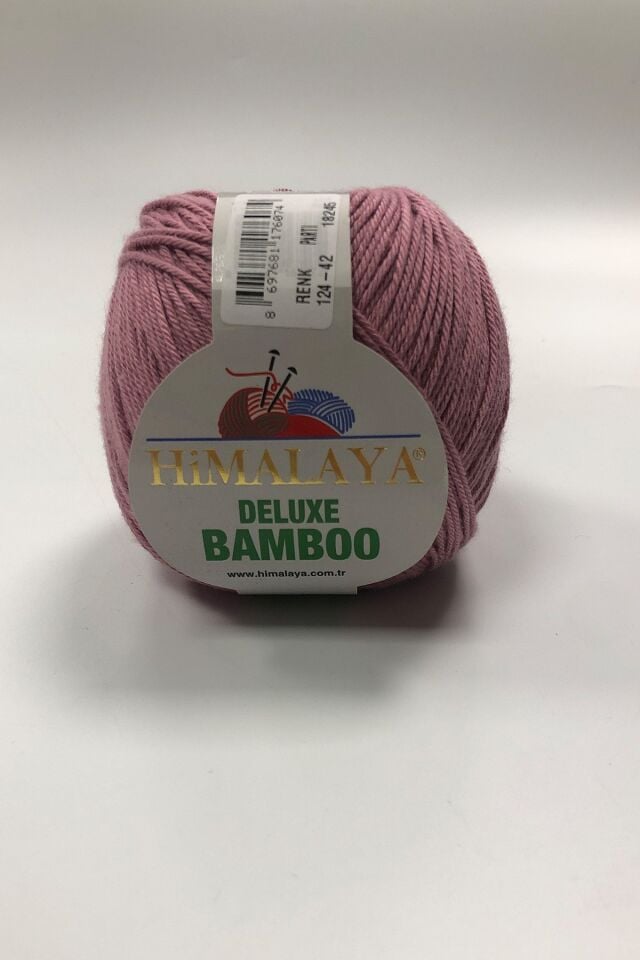 8 697681 176074
RENK PARTİ
124-42 18245
HiMALAYA®
DELUXE
BAMBOO
www.himalaya.com.tr